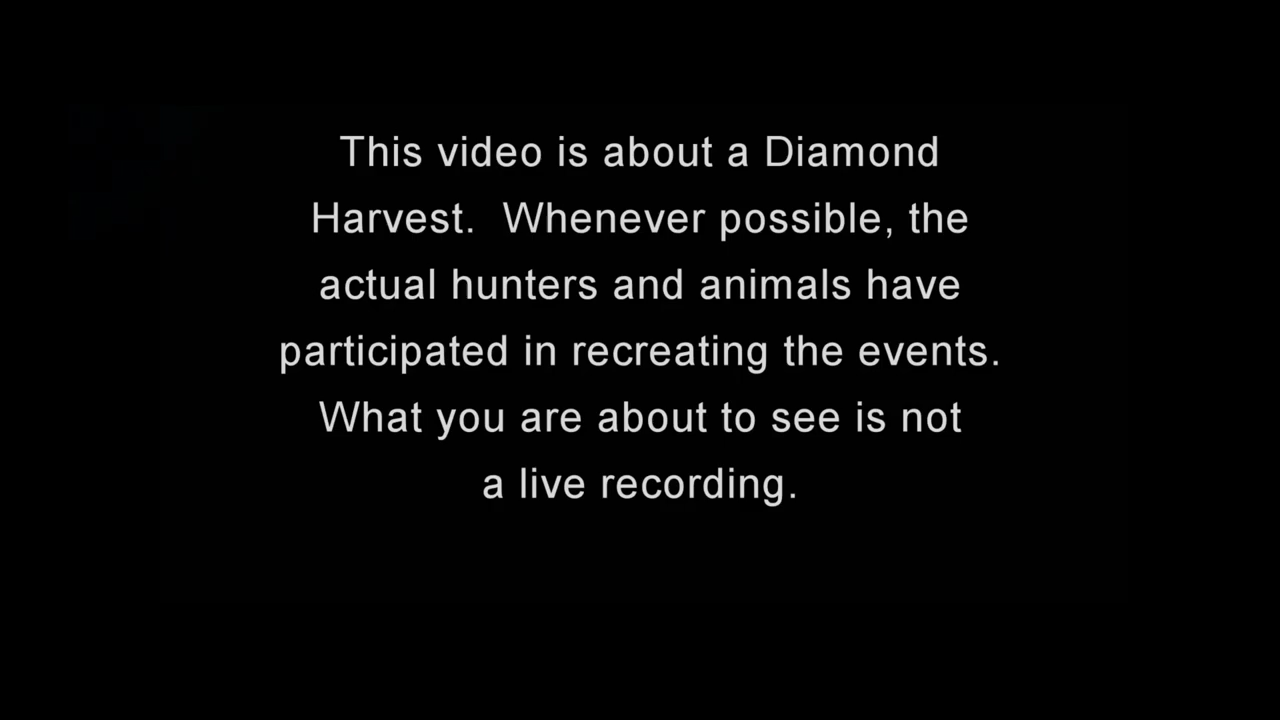 This video is about a Diamond
Harvest.  Whenever possible, the
actual hunters and animals have
participated in recreating the events.
What you are about to see is not
a live recording.